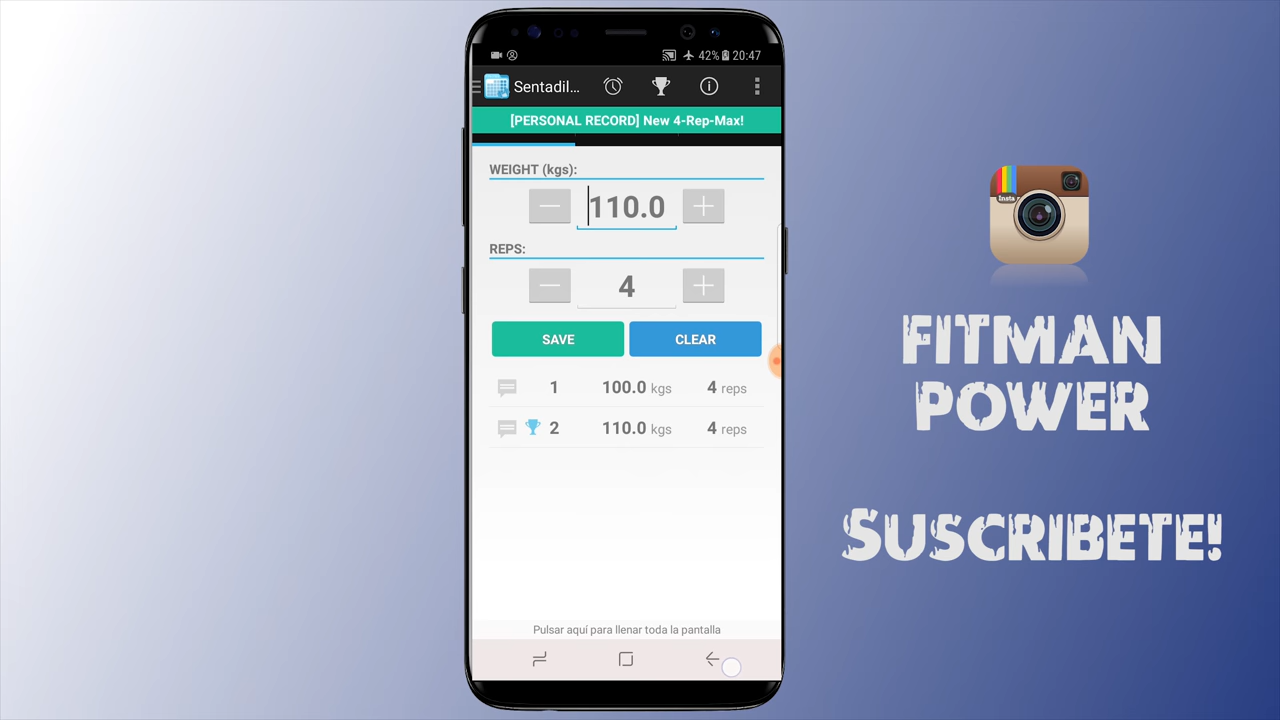 42% 20:47
Sentadil...
[PERSONAL RECORD] New 4-Rep-Max!
WEIGHT (kgs):
110.0
REPS:
4
SAVE CLEAR
1 100.0 kgs 4 reps
2 110.0 kgs 4 reps
Pulsar aquí para llenar toda la pantalla
Insta
FITMAN
POWER
SUSCRIBETE!